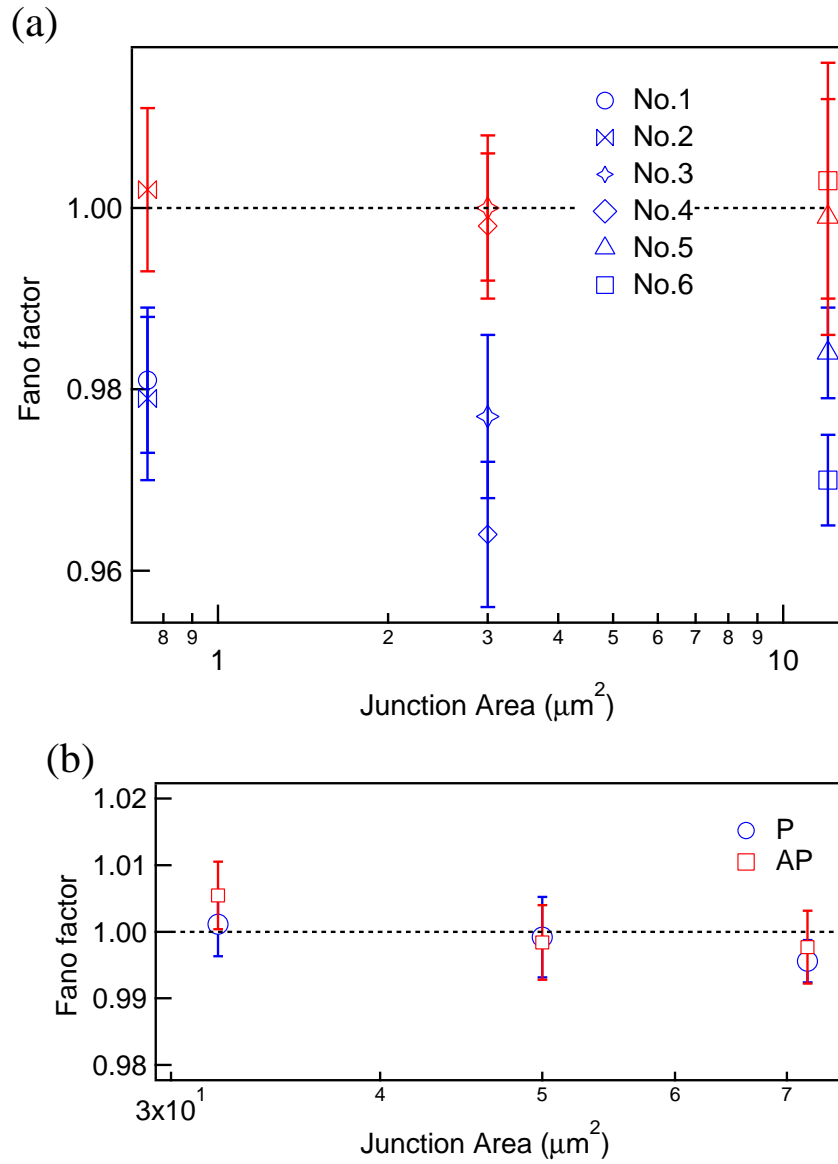 (a)
No.1
No.2
No.3
No.4
No.5
No.6
1.00
0.98
0.96
Fano factor
8 9 2 3 4 5 6 7 8 9
1 10
Junction Area (μm²)
(b)
1.02
1.01
1.00
0.99
0.98
Fano factor
P
AP
3x10¹ 4 5 6 7
Junction Area (μm²)